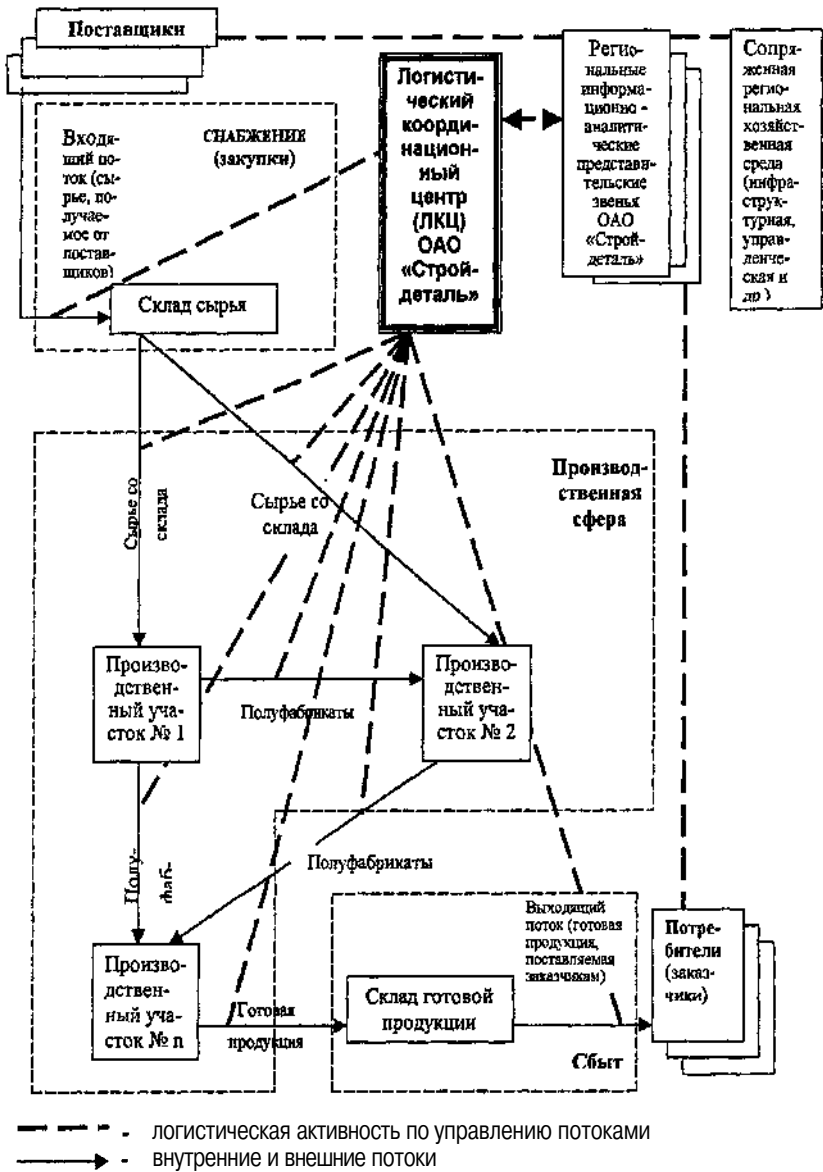 Поставщики
Входя-
щий по-
ток (сы-
рье, по-
лучае-
мое от
постав-
щиков)
СНАБЖЕНИЕ
(закупки)
Склад сырья
Логисти-
ческий
коорди-
национ-
ный
центр
(ЛКЦ)
ОАО
«Строй-
деталь»
Регио-
нальные
информа-
ционно-
аналити-
ческие
представи-
тельские
звенья
ОАО
«Строй-
деталь»
Сопря-
женная
регио-
нальная
хозяйст-
венная
среда
(инфра-
струк-
турная,
управ-
ленче-
ская и
др.)
Производ-
ственная
сфера
Сырье со
склада
Сырье со
склада
Произво-
дствен-
ный уча-
сток № 1
Полуфабрикаты
Произво-
дствен-
ный уча-
сток № 2
Полу-
фаб-
Полуфабрикаты
Произво-
дствен-
ный уча-
сток № n
Готовая
продукция
Склад готовой
продукции
Выходящий
поток (готовая
продукция,
поставляемая
заказчикам)
Сбыт
Потре-
бители
(заказ-
чики)
- логистическая активность по управлению потоками
- внутренние и внешние потоки